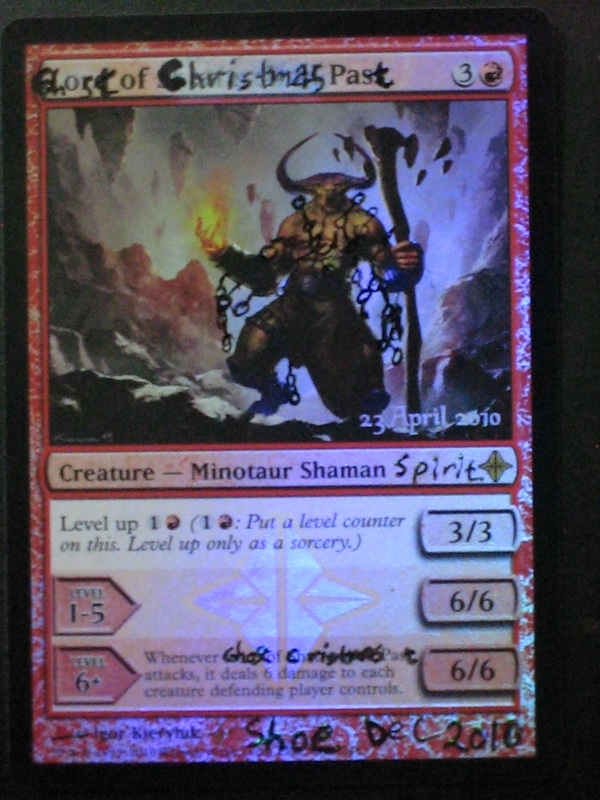 Ghost of Christmas Past 3
23 April 2010
Creature — Minotaur Shaman Spirit
Level up 1 (1 : Put a level counter
on this. Level up only as a sorcery.)
3/3
LEVEL
1-5
6/6
LEVEL
6+
Whenever Ghost of Christmas Past
attacks, it deals 6 damage to each
creature defending player controls.
6/6
Igor Kieryluk
Shoe Dec 2010